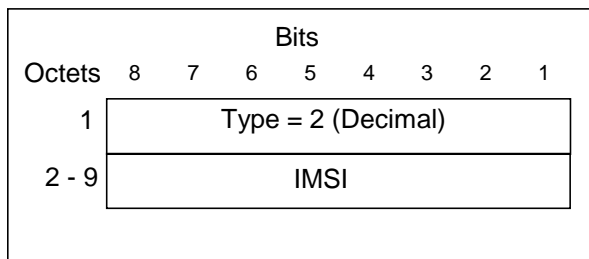 Bits
Octets 8 7 6 5 4 3 2 1
1 Type = 2 (Decimal)
2 - 9 IMSI